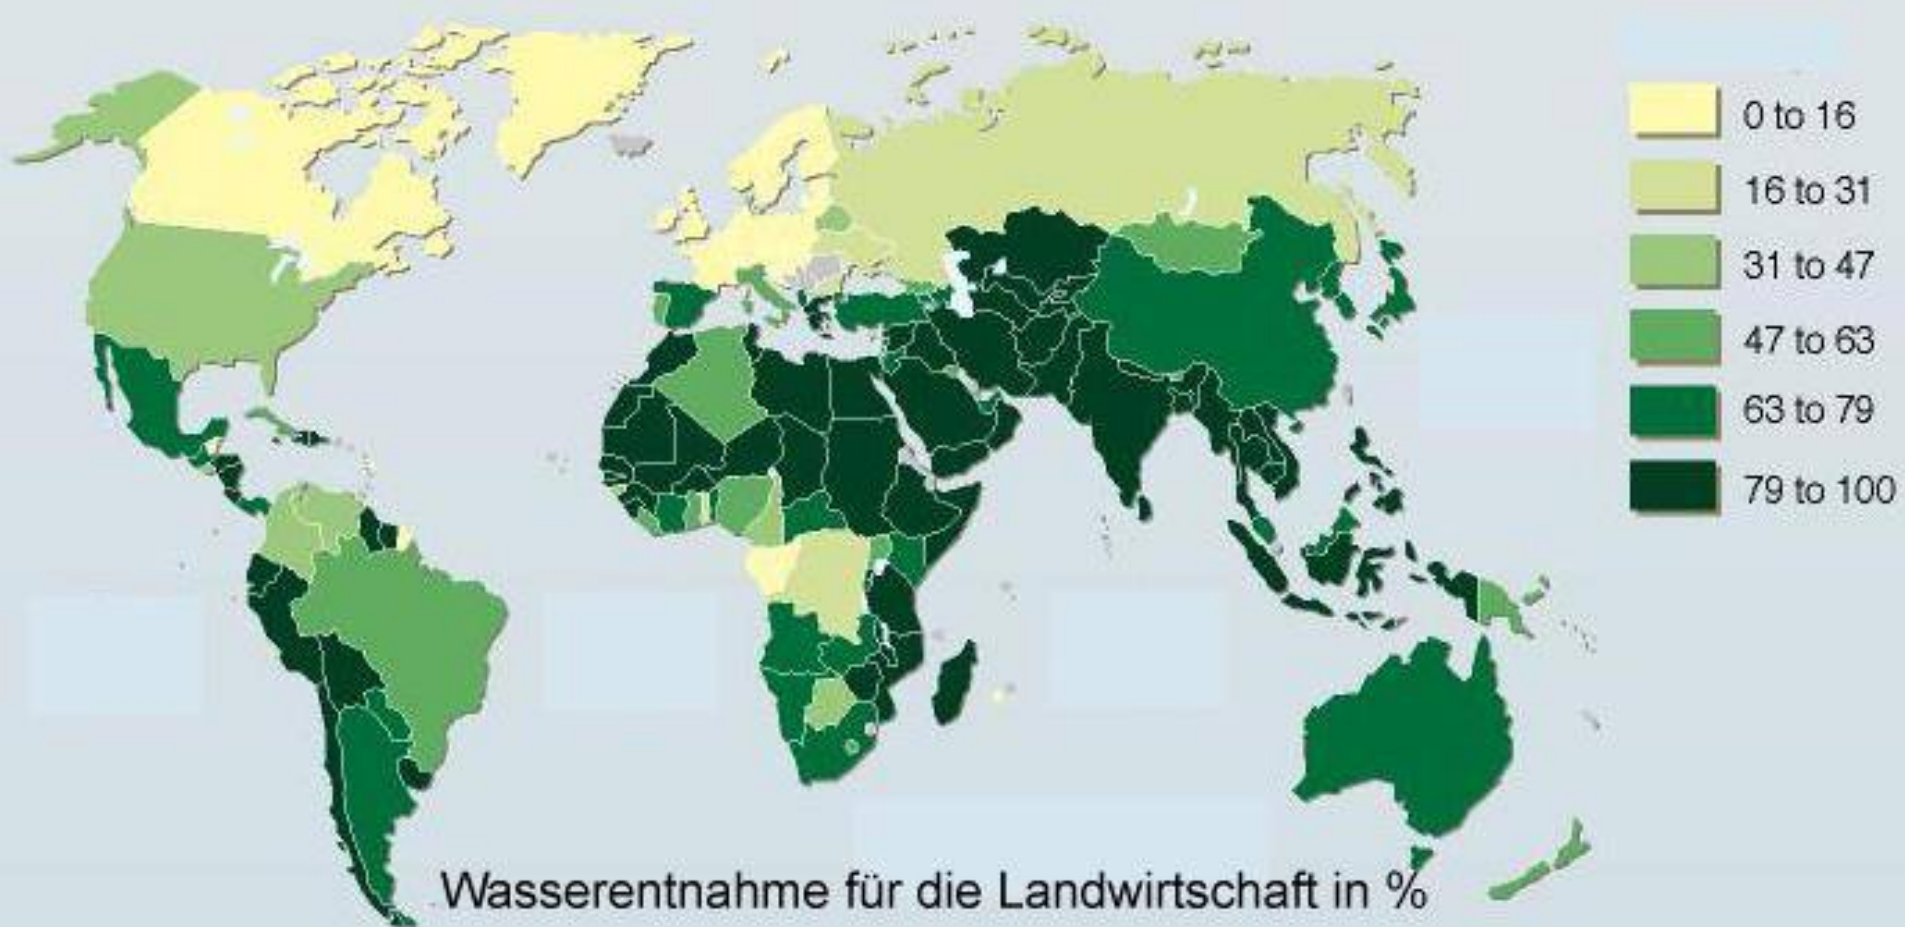 0 to 16
16 to 31
31 to 47
47 to 63
63 to 79
79 to 100
Wasserentnahme für die Landwirtschaft in %